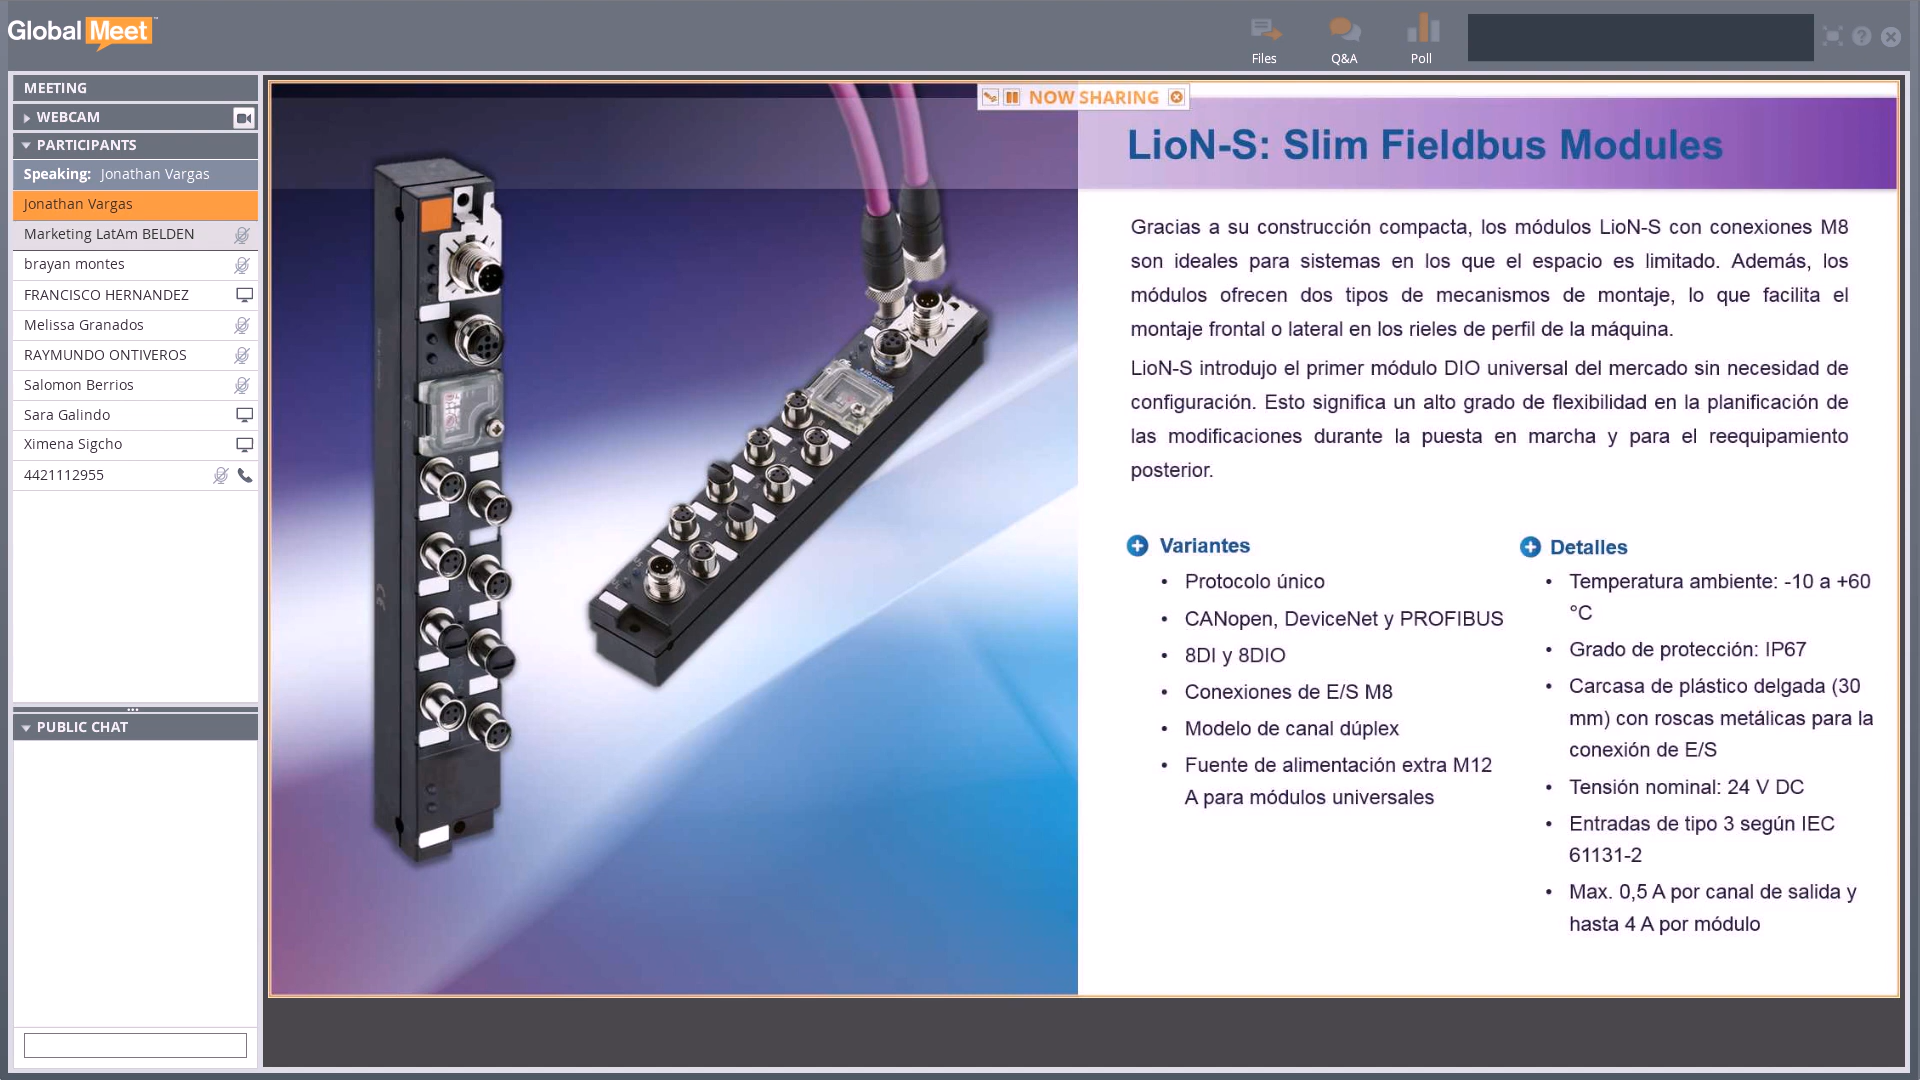 Global Meet
Files
Q&A
Poll
MEETING
WEBCAM
PARTICIPANTS
Speaking: Jonathan Vargas
Jonathan Vargas
Marketing LatAm BELDEN
brayan montes
FRANCISCO HERNANDEZ
Melissa Granados
RAYMUNDO ONTIVEROS
Salomon Berrios
Sara Galindo
Ximena Sigcho
4421112955
PUBLIC CHAT
NOW SHARING
LioN-S: Slim Fieldbus Modules
Gracias a su construcción compacta, los módulos LioN-S con conexiones M8
son ideales para sistemas en los que el espacio es limitado. Además, los
módulos ofrecen dos tipos de mecanismos de montaje, lo que facilita el
montaje frontal o lateral en los rieles de perfil de la máquina.
LioN-S introdujo el primer módulo DIO universal del mercado sin necesidad de
configuración. Esto significa un alto grado de flexibilidad en la planificación de
las modificaciones durante la puesta en marcha y para el reequipamiento
posterior.
Variantes
• Protocolo único
• CANopen, DeviceNet y PROFIBUS
• 8DI y 8DIO
• Conexiones de E/S M8
• Modelo de canal dúplex
• Fuente de alimentación extra M12
A para módulos universales
Detalles
• Temperatura ambiente: -10 a +60
°C
• Grado de protección: IP67
• Carcasa de plástico delgada (30
mm) con roscas metálicas para la
conexión de E/S
• Tensión nominal: 24 V DC
• Entradas de tipo 3 según IEC
61131-2
• Max. 0,5 A por canal de salida y
hasta 4 A por módulo